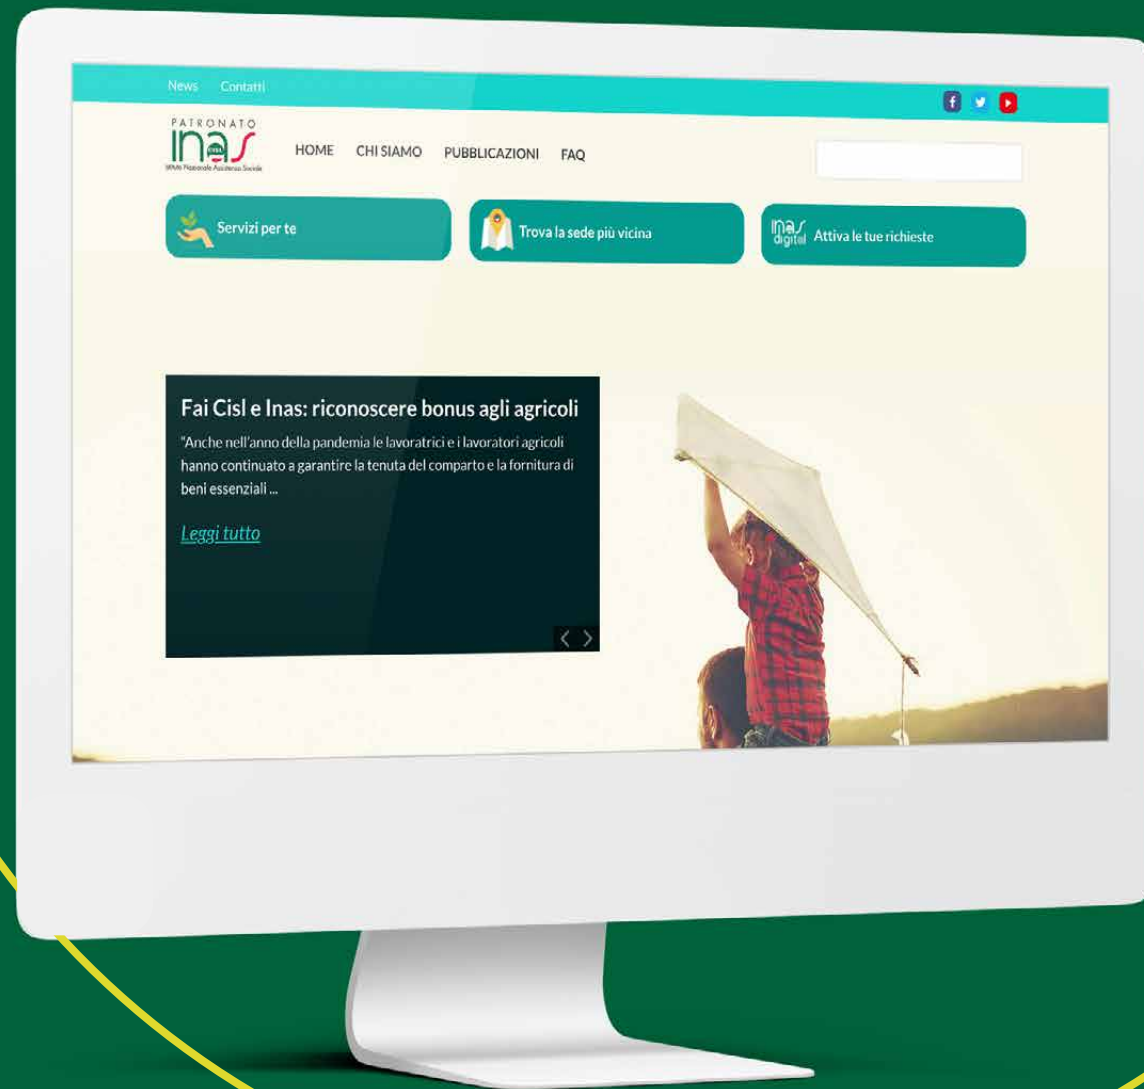 News Contatti
PATRONATO
inas
HOME CHI SIAMO PUBBLICAZIONI FAQ
Servizi per te
Trova la sede più vicina
inas
digital
Attiva le tue richieste
Fai Cisl e Inas: riconoscere bonus agli agricoli
"Anche nell'anno della pandemia le lavoratrici e i lavoratori agricoli
hanno continuato a garantire la tenuta del comparto e la fornitura di
beni essenziali ...
Leggi tutto